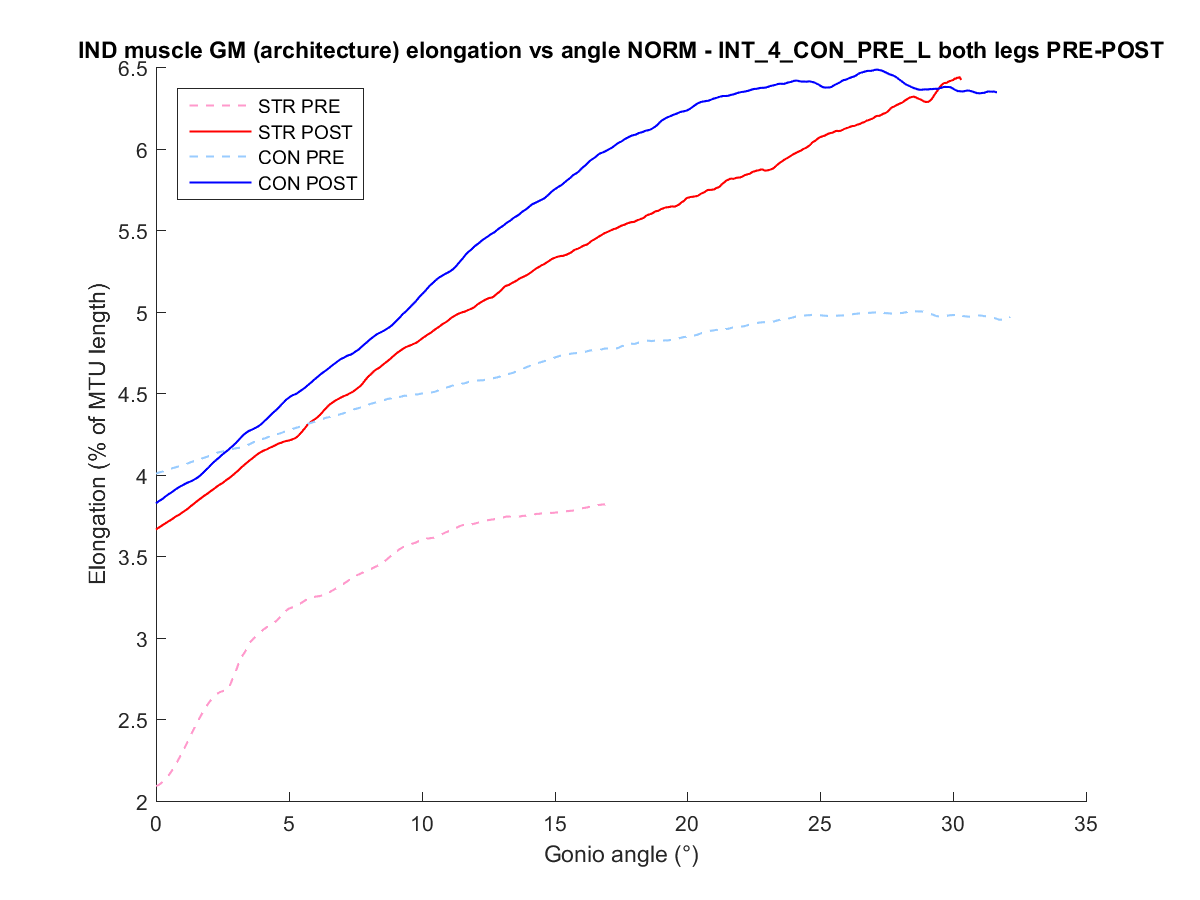 IND muscle GM (architecture) elongation vs angle NORM - INT_4_CON_PRE_L both legs PRE-POST
6.5
6
5.5
5
4.5
4
3.5
3
2.5
2
STR PRE
STR POST
CON PRE
CON POST
Elongation (% of MTU length)
0 5 10 15 20 25 30 35
Gonio angle (°)